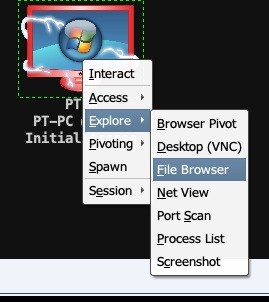 Interact
Access
Explore
Pivoting
Spawn
Session
PT
PT-PC
Initial
Browser Pivot
Desktop (VNC)
File Browser
Net View
Port Scan
Process List
Screenshot